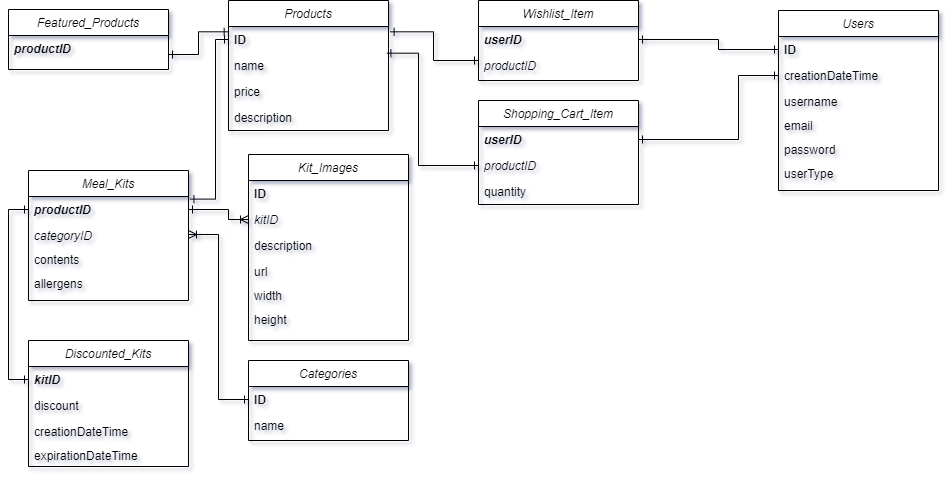 Featured_Products
productID
Products
ID
name
price
description
Wishlist_Item
userID
productID
Users
ID
creationDateTime
username
email
password
userType
Shopping_Cart_Item
userID
productID
quantity
Meal_Kits
productID
categoryID
contents
allergens
Kit_Images
ID
kitID
description
url
width
height
Discounted_Kits
kitID
discount
creationDateTime
expirationDateTime
Categories
ID
name